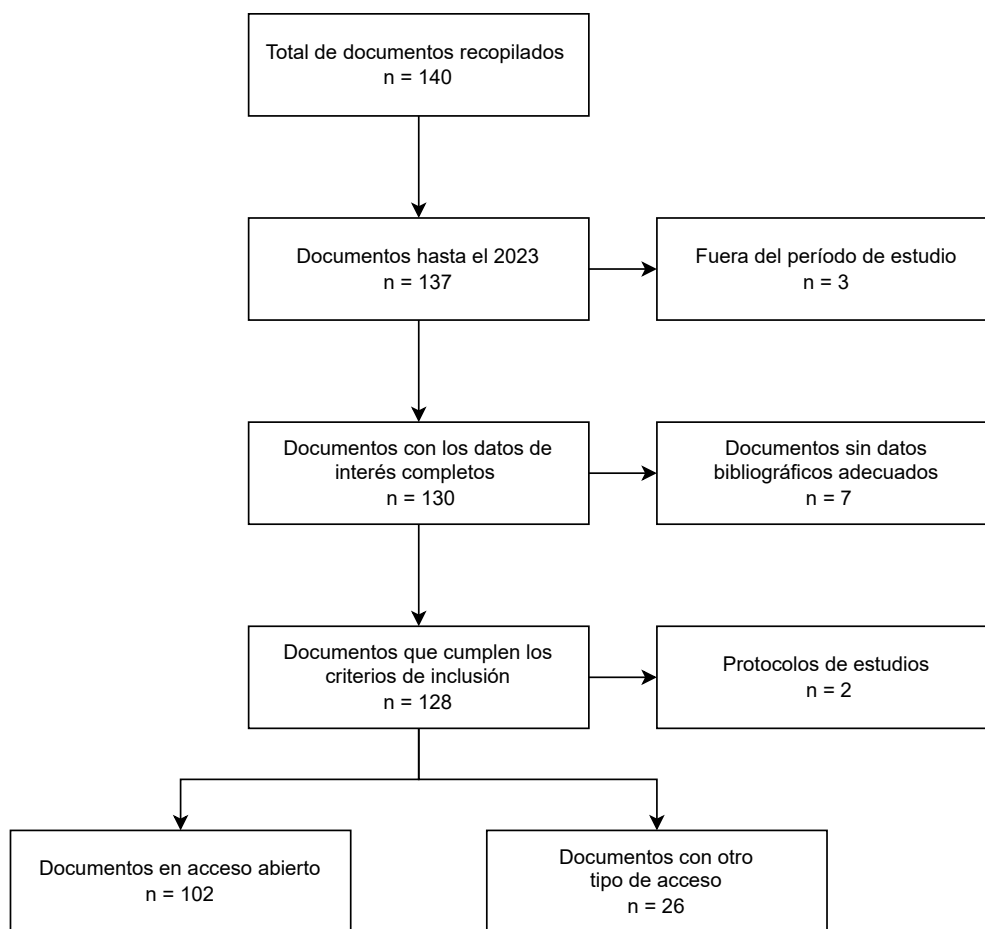 Total de documentos recopilados
n = 140
Documentos hasta el 2023
n = 137
Fuera del período de estudio
n = 3
Documentos con los datos de
interés completos
n = 130
Documentos sin datos
bibliográficos adecuados
n = 7
Documentos que cumplen los
criterios de inclusión
n = 128
Protocolos de estudios
n = 2
Documentos en acceso abierto
n = 102
Documentos con otro
tipo de acceso
n = 26